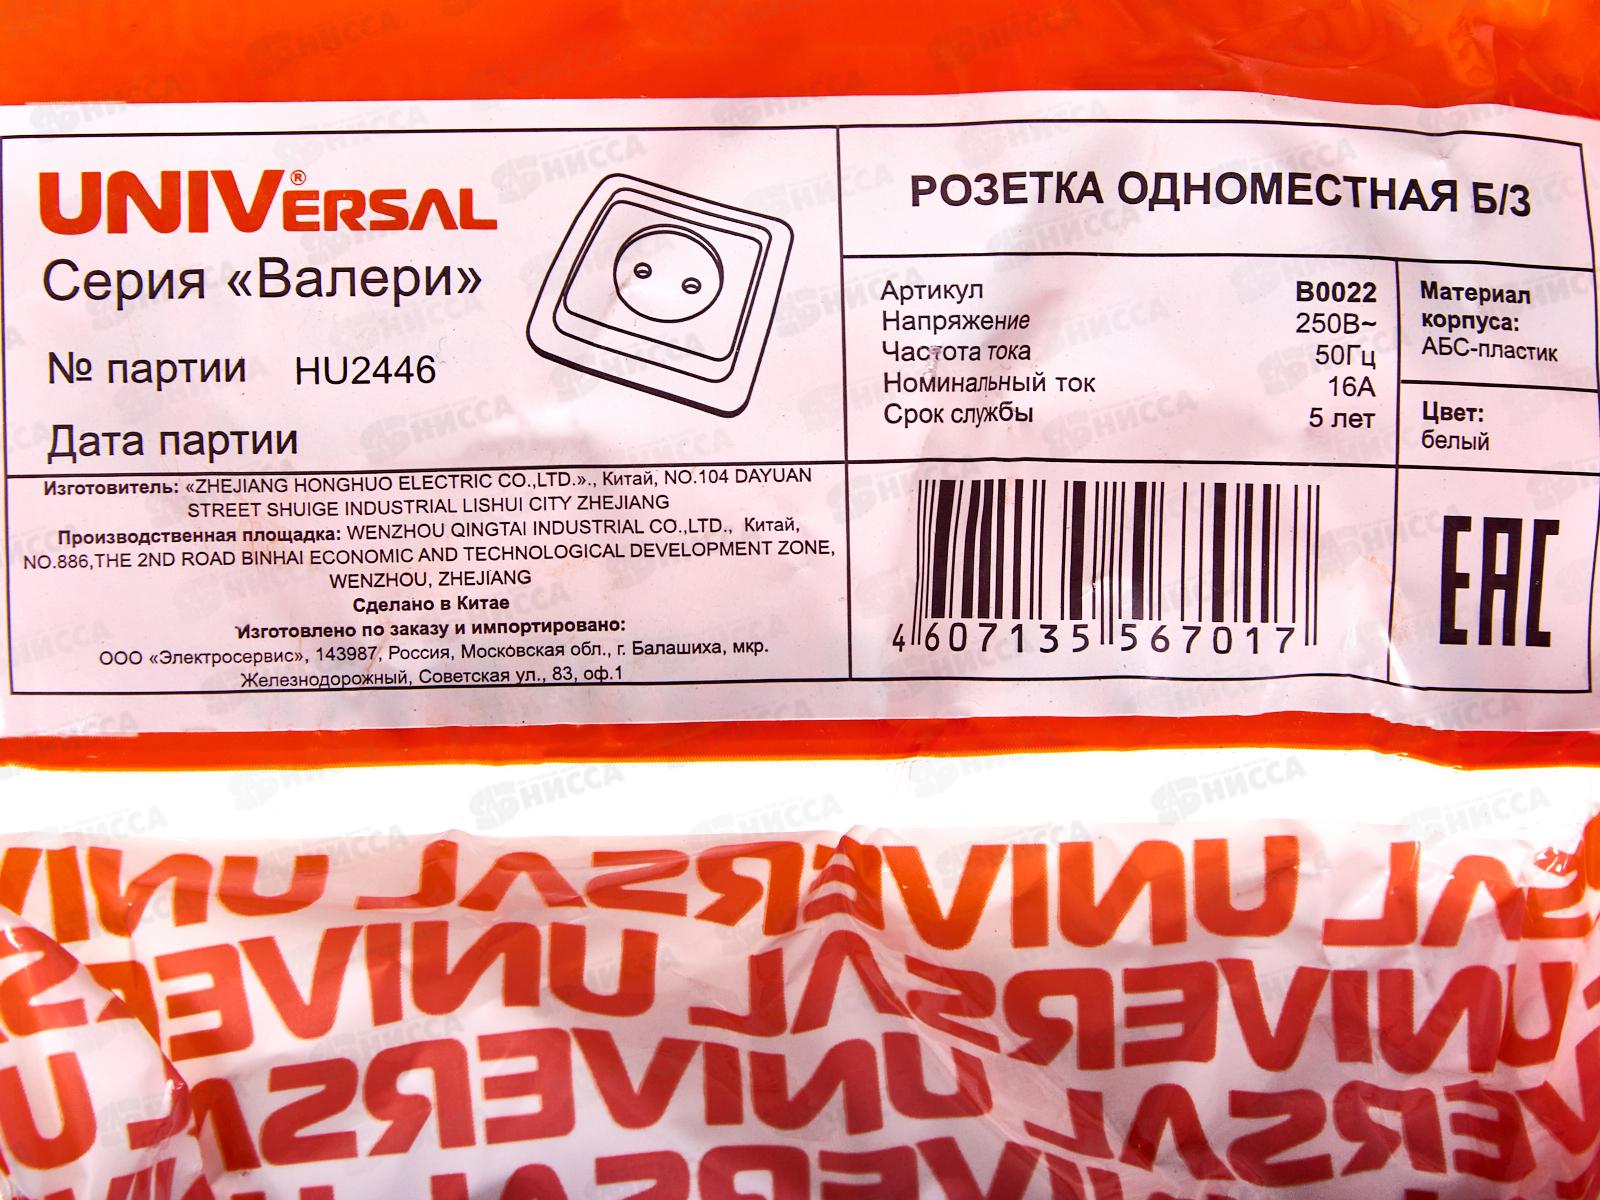 UNIVERSAL®
Серия «Валери»
№ партии HU2446
Дата партии
РОЗЕТКА ОДНОМЕСТНАЯ Б/З
Артикул B0022
Напряжение 250В~
Частота тока 50Гц
Номинальный ток 16А
Срок службы 5 лет
Материал
корпуса:
АБС-пластик
Цвет:
белый
Изготовитель: «ZHEJIANG HONGHUO ELECTRIC CO.,LTD.»., Китай, NO.104 DAYUAN
STREET SHUIGE INDUSTRIAL LISHUI CITY ZHEJIANG
Производственная площадка: WENZHOU QINGTAI INDUSTRIAL CO.,LTD., Китай,
NO.886,THE 2ND ROAD BINHAI ECONOMIC AND TECHNOLOGICAL DEVELOPMENT ZONE,
WENZHOU, ZHEJIANG
Сделано в Китае
Изготовлено по заказу и импортировано:
ООО «Электросервис», 143987, Россия, Московская обл., г. Балашиха, мкр.
Железнодорожный, Советская ул., 83, оф.1
4 607135 567017
EAC
UNIVERSAL UNIVERSAL
UNIVERSAL UNIVERSAL
UNIVERSAL UNIVERSAL
НИССА